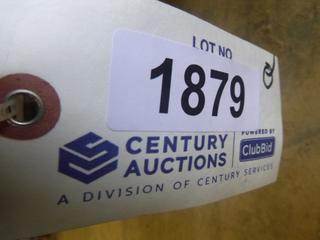 LOT NO
1879
CENTURY
AUCTIONS
POWERED BY
ClubBid
A DIVISION OF CENTURY SERVICES